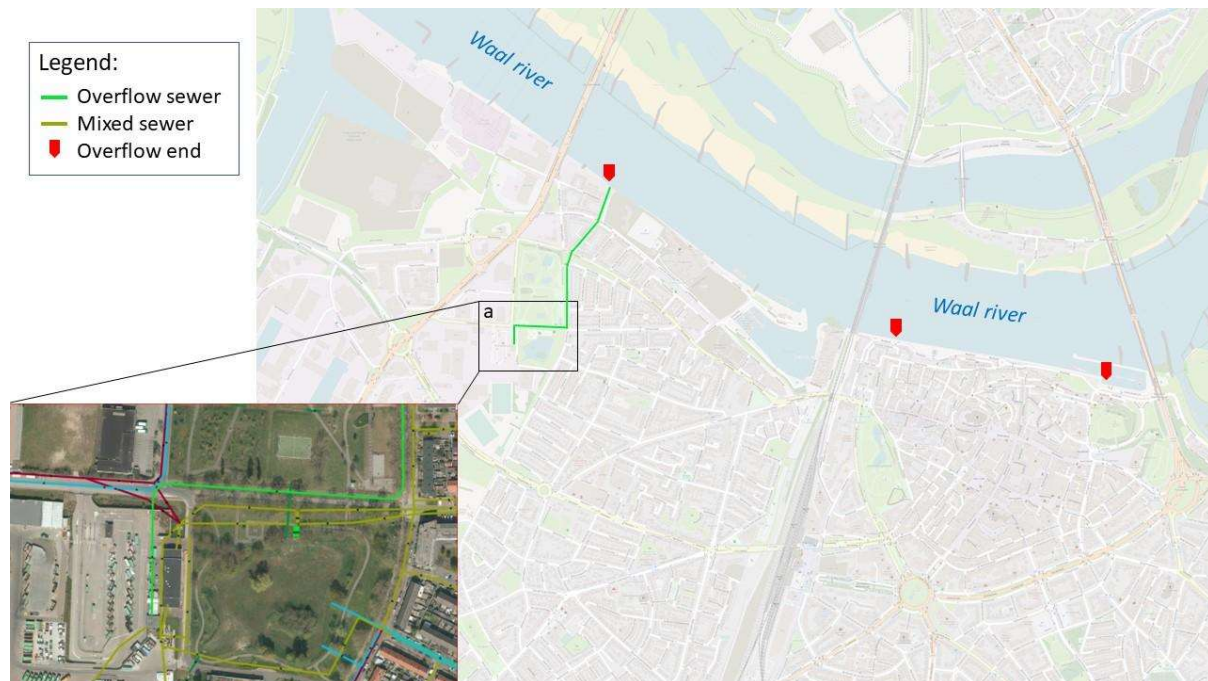 Legend:
Overflow sewer
Mixed sewer
Overflow end
Waal river
Waal river
a